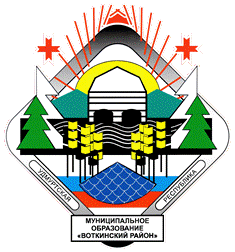 УДМУРТСКАЯ
РЕСПУБЛИКА
МУНИЦИПАЛЬНОЕ
ОБРАЗОВАНИЕ
«ВОТКИНСКИЙ РАЙОН»